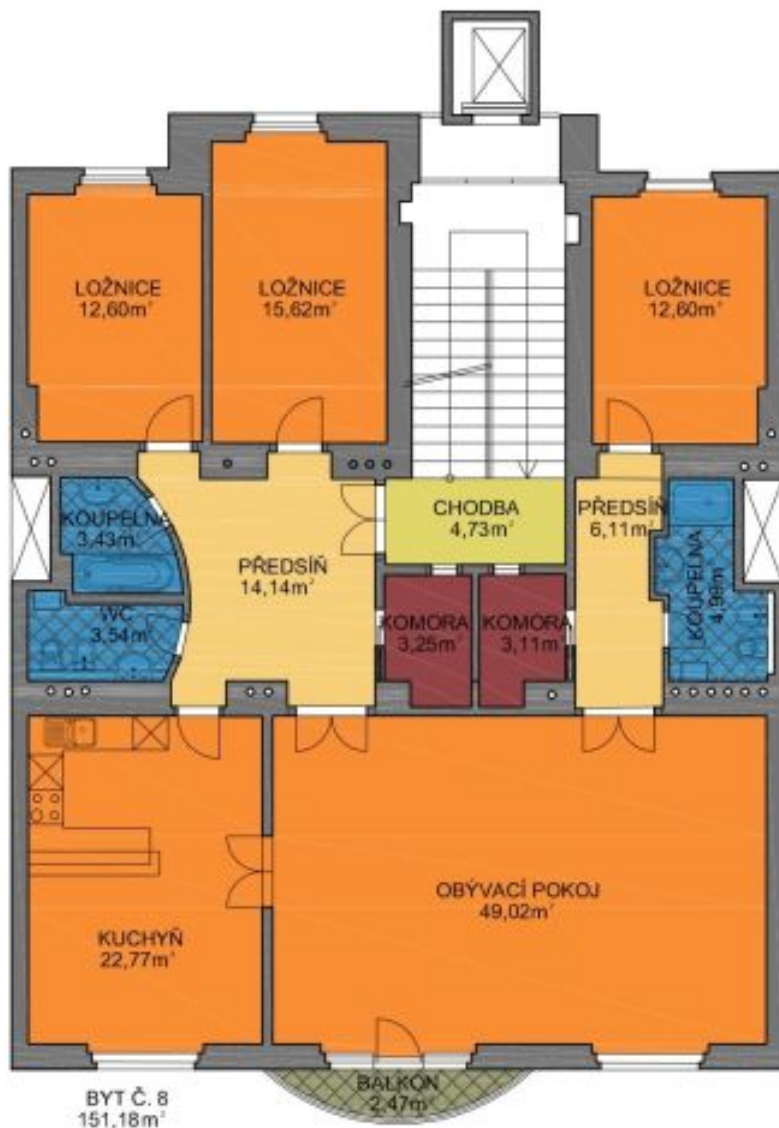 LOŽNICE
12,60m²
LOŽNICE
15,62m²
LOŽNICE
12,60m²
KOUPELNA
3,43m²
PŘEDSÍŇ
14,14m²
CHODBA
4,73m²
PŘEDSÍŇ
6,11m²
WC
3,54m²
KOMORA
3,25m²
KOMORA
3,11m²
KOUPELNA
4,99m²
KUCHYŇ
22,77m²
OBÝVACÍ POKOJ
49,02m²
BALKÓN
2,47m²
BYT Č. 8
151,18m²